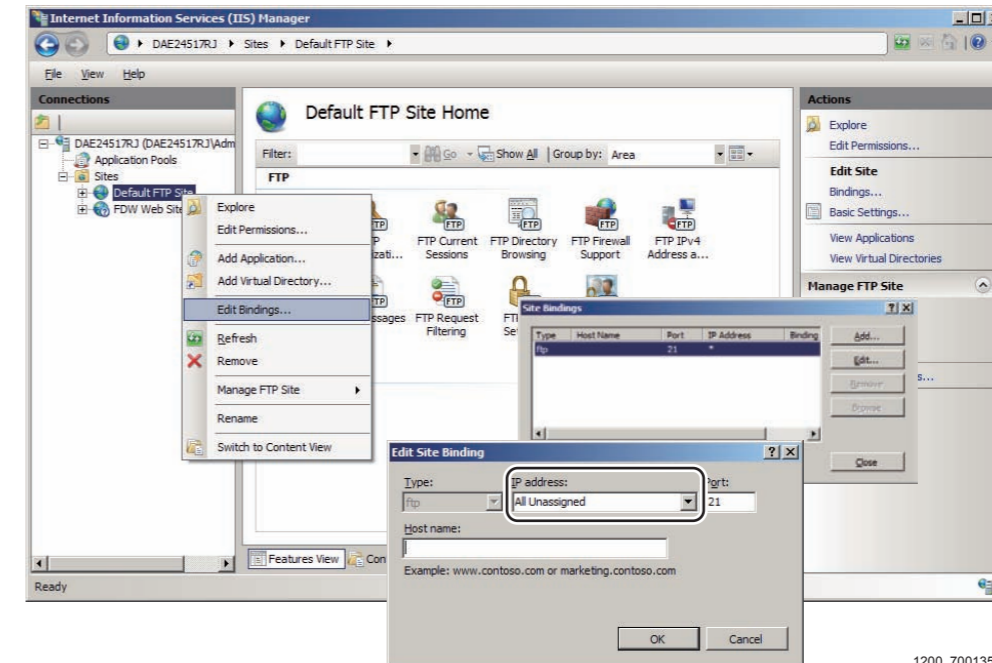 Internet Information Services (IIS) Manager
DAE24517RJ Sites Default FTP Site
File View Help
Connections
DAE24517RJ (DAE24517RJ\Adm
Application Pools
Sites
Default FTP Site
FDW Web Site
Default FTP Site Home
Filter: Go Show All Group by: Area
FTP
FTP Current Sessions
FTP Directory Browsing
FTP Firewall Support
FTP IPv4 Address a...
FTP Request Filtering
Explore
Edit Permissions...
Add Application...
Add Virtual Directory...
Edit Bindings...
Refresh
Remove
Manage FTP Site
Rename
Switch to Content View
Actions
Explore
Edit Permissions...
Edit Site
Bindings...
Basic Settings...
View Applications
View Virtual Directories
Manage FTP Site
Site Bindings
Type Host Name Port IP Address Binding
ftp 21 *
Add...
Edit...
Remove
Browse
Close
Edit Site Binding
Type: IP address: Port:
ftp All Unassigned 21
Host name:
Example: www.contoso.com or marketing.contoso.com
OK Cancel
Features View Con
Ready
1200_700135